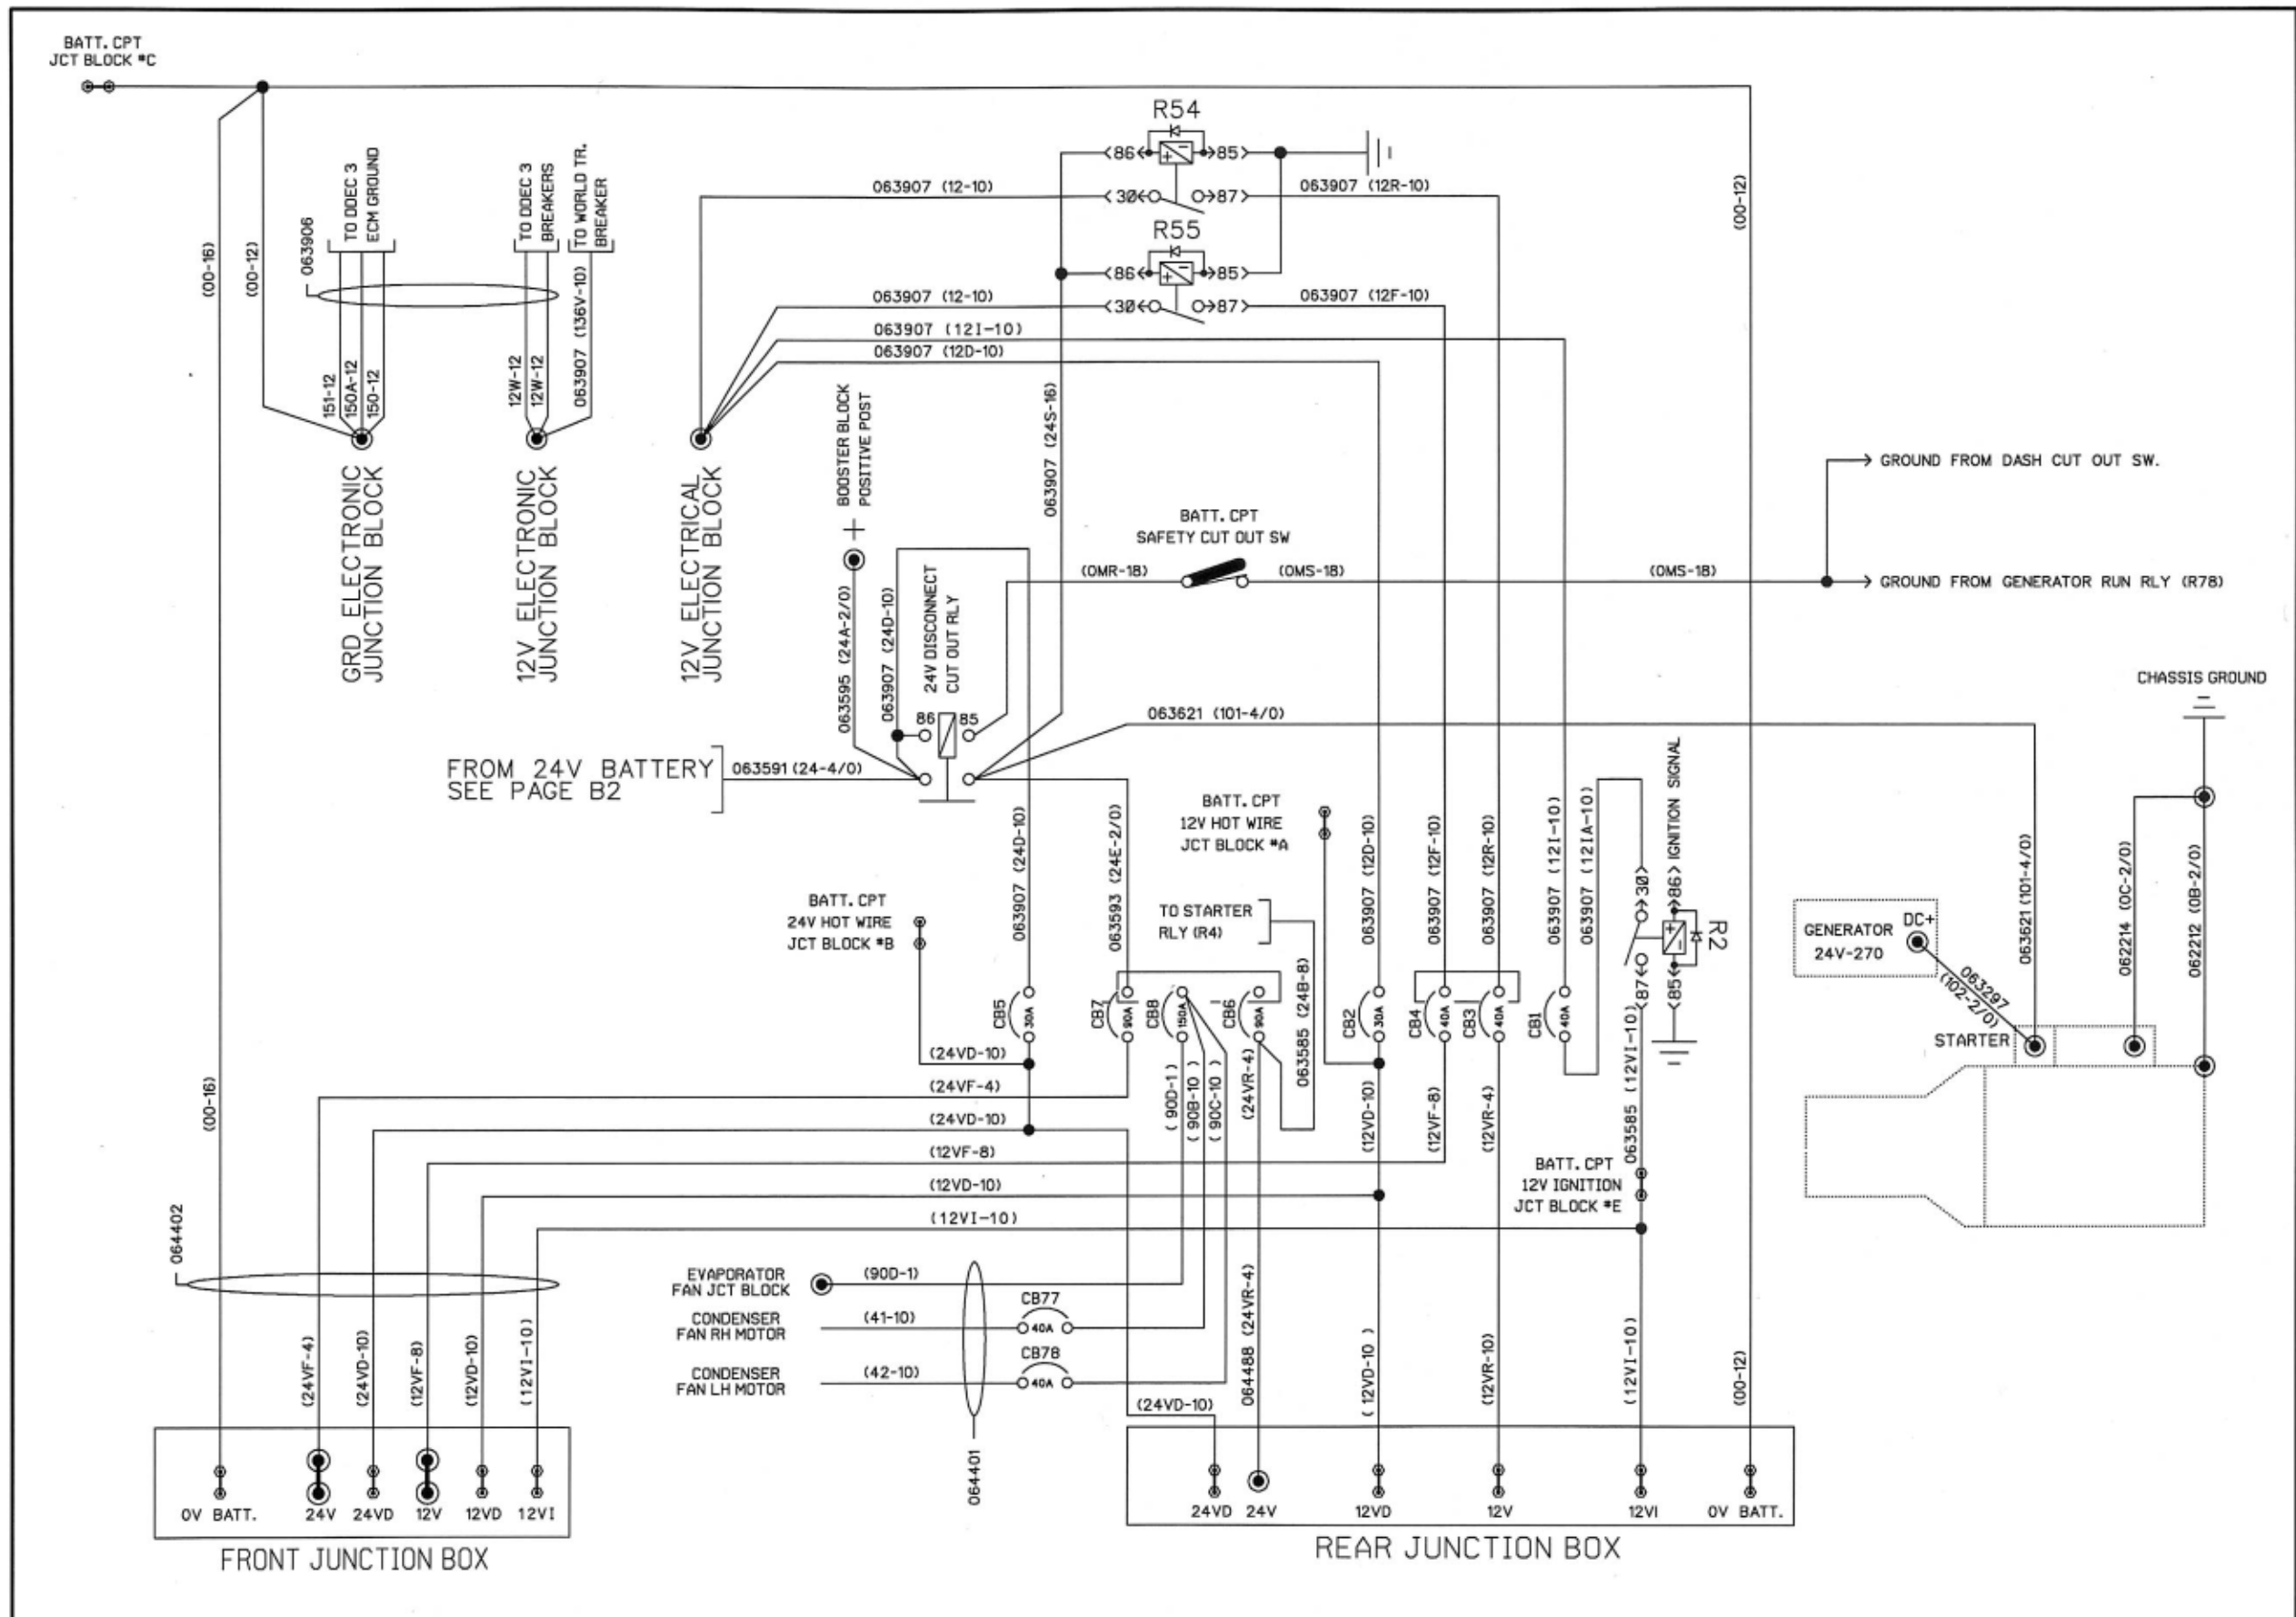 BATT. CPT
JCT BLOCK *C
R54
<86
+
-
85>
063907 (12-10)
<30
87>
063907 (12R-10)
R55
<86
+
-
85>
063907 (12-10)
<30
87>
063907 (12F-10)
063907 (12I-10)
063907 (12D-10)
(00-16)
(00-12)
063906
TO DDEC 3
ECM GROUND
TO DDEC 3
BREAKERS
TO WORLD TR.
BREAKER
(00-12)
151-12
150A-12
150-12
12W-12
12W-12
063907 (136V-10)
GRD ELECTRONIC
JUNCTION BLOCK
12V ELECTRONIC
JUNCTION BLOCK
12V ELECTRICAL
JUNCTION BLOCK
BOOSTER BLOCK
POSITIVE POST
+
063907 (24S-16)
BATT. CPT
SAFETY CUT OUT SW
(0MR-18)
(0MS-18)
(0MS-18)
GROUND FROM DASH CUT OUT SW.
GROUND FROM GENERATOR RUN RLY (R78)
063595 (24A-2/0)
063907 (24D-10)
24V DISCONNECT
CUT OUT RLY
86
85
063621 (101-4/0)
CHASSIS GROUND
FROM 24V BATTERY
SEE PAGE B2
063591 (24-4/0)
063907 (24D-10)
063593 (24E-2/0)
BATT. CPT
12V HOT WIRE
JCT BLOCK *A
063907 (12D-10)
063907 (12F-10)
063907 (12R-10)
063907 (12I-10)
063907 (12IA-10)
30>
86> IGNITION SIGNAL
+
-
R2
<87
<85
BATT. CPT
24V HOT WIRE
JCT BLOCK *B
TO STARTER
RLY (R4)
GENERATOR
24V-270
DC+
063297
(102-2/0)
063621 (101-4/0)
062214 (0C-2/0)
062212 (0B-2/0)
STARTER
CB5
30A
CB7
90A
CB8
150A
CB6
90A
063585 (24B-8)
CB2
30A
CB4
40A
CB3
40A
CB1
40A
(24VD-10)
(24VF-4)
(24VD-10)
(12VF-8)
(12VD-10)
(12VI-10)
(90D-1)
(90B-10)
(90C-10)
(24VR-4)
(12VD-10)
(12VF-8)
(12VR-4)
063585 (12VI-10)
BATT. CPT
12V IGNITION
JCT BLOCK *E
(00-16)
064402
EVAPORATOR
FAN JCT BLOCK
(90D-1)
CONDENSER
FAN RH MOTOR
(41-10)
CB77
40A
CONDENSER
FAN LH MOTOR
(42-10)
CB78
40A
064401
(24VF-4)
(24VD-10)
(12VF-8)
(12VD-10)
(12VI-10)
(24VD-10)
064488 (24VR-4)
(12VD-10)
(12VR-10)
(12VI-10)
(00-12)
0V BATT.
24V
24VD
12V
12VD
12VI
FRONT JUNCTION BOX
24VD
24V
12VD
12V
12VI
0V BATT.
REAR JUNCTION BOX